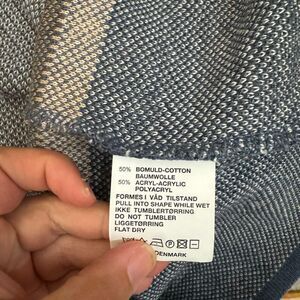 50% BOMULD-COTTON
BAUMWOLLE
50% ACRYL-ACRYLIC
POLYACRYL
FORMES I VÅD TILSTAND
PULL INTO SHAPE WHILE WET
IKKE TUMBLERTØRRING
DO NOT TUMBLER
LIGGETØRRING
FLAT DRY
DENMARK